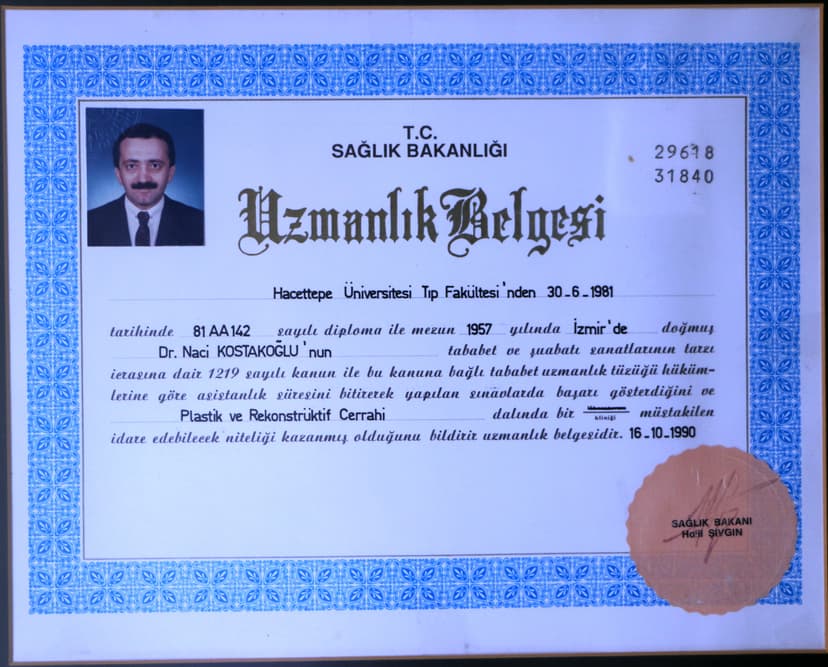 T.C.
SAĞLIK BAKANLIĞI
29618
31840
Uzmanlık Belgesi
Hacettepe Üniversitesi Tıp Fakültesi'nden 30-6-1981
tarihinde 81 AA 142 sayılı diploma ile mezun 1957 yılında İzmir'de doğmuş
Dr. Naci KOSTAKOĞLU'nun tababet ve şuabatı sanatlarının tarzı
icrasına dair 1219 sayılı kanun ile bu kanuna bağlı tababet uzmanlık tüzüğü hüküm-
lerine göre asistanlık süresini bitirerek yapılan sınavlarda başarı gösterdiğini ve
Plastik ve Rekonstrüktif Cerrahi dalında bir kliniği müstakilen
idare edebilecek niteliği kazanmış olduğunu bildirir uzmanlık belgesidir. 16-10-1990
SAĞLIK BAKANI
Halil ŞIVGIN